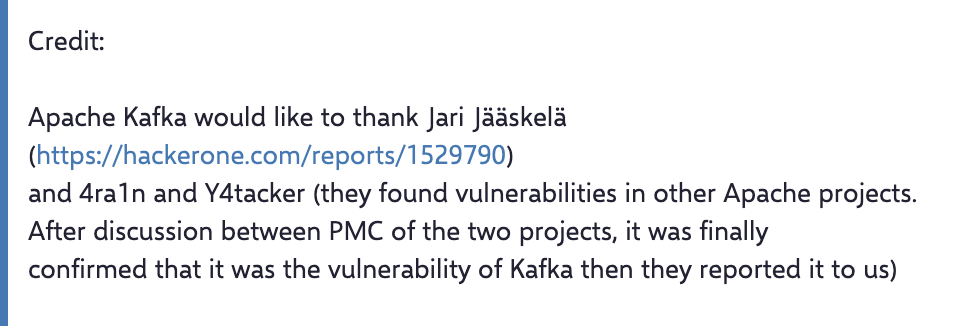 Credit:
Apache Kafka would like to thank Jari Jääskelä
(https://hackerone.com/reports/1529790)
and 4ra1n and Y4tacker (they found vulnerabilities in other Apache projects.
After discussion between PMC of the two projects, it was finally
confirmed that it was the vulnerability of Kafka then they reported it to us)